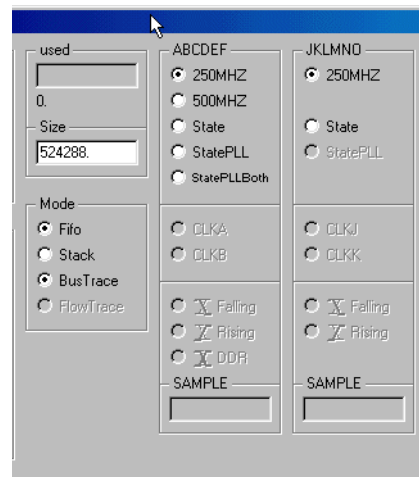 used
0.
Size
524288.
Mode
Fifo
Stack
BusTrace
FlowTrace
ABCDEF
250MHZ
500MHZ
State
StatePLL
StatePLLBoth
CLKA
CLKB
Falling
Rising
DDR
SAMPLE
JKLMNO
250MHZ
State
StatePLL
CLKJ
CLKK
Falling
Rising
SAMPLE